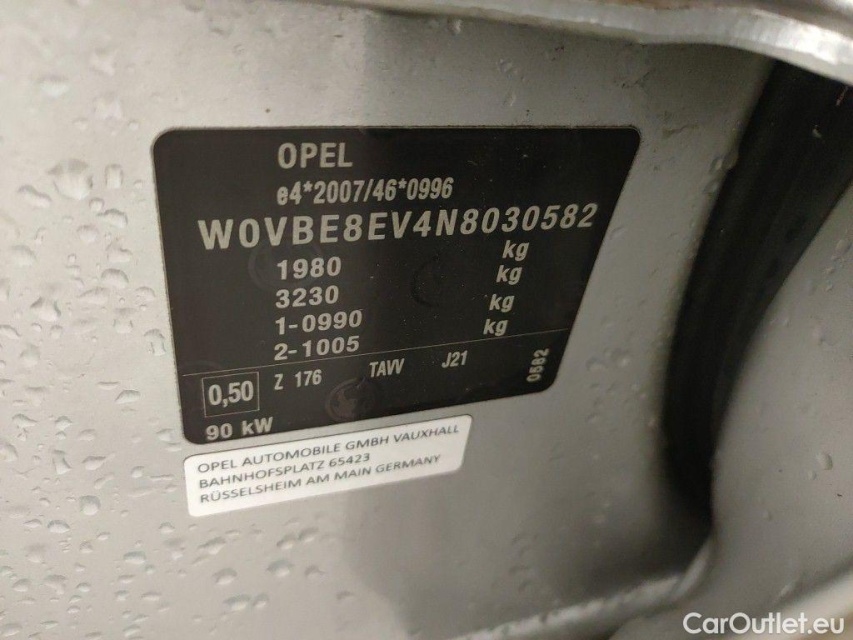 OPEL
e4*2007/46*0996
W0VBE8EV4N8030582
1980 kg
3230 kg
1-0990 kg
2-1005 kg
0,50 Z 176 TAVV J21 0582
90 kW
OPEL AUTOMOBILE GMBH VAUXHALL
BAHNHOFSPLATZ 65423
RÜSSELSHEIM AM MAIN GERMANY
CarOutlet.eu